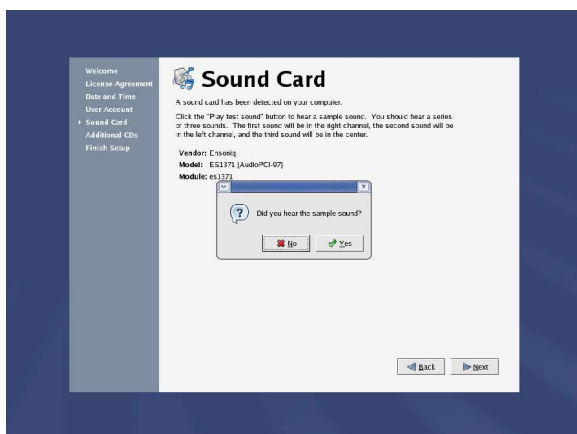 Welcome
License Agreement
Date and Time
User Account
Sound Card
Additional CDs
Finish Setup
Sound Card
A sound card has been detected on your computer.
Click the "Play test sound" button to hear a sample sound. You should hear a series
of three sounds. The first sound will be in the right channel, the second sound will be
in the left channel, and the third sound will be in the center.
Vendor: Ensoniq
Model: ES1371 [AudioPCI-97]
Module: es1371
Did you hear the sample sound?
No
Yes
Back
Next